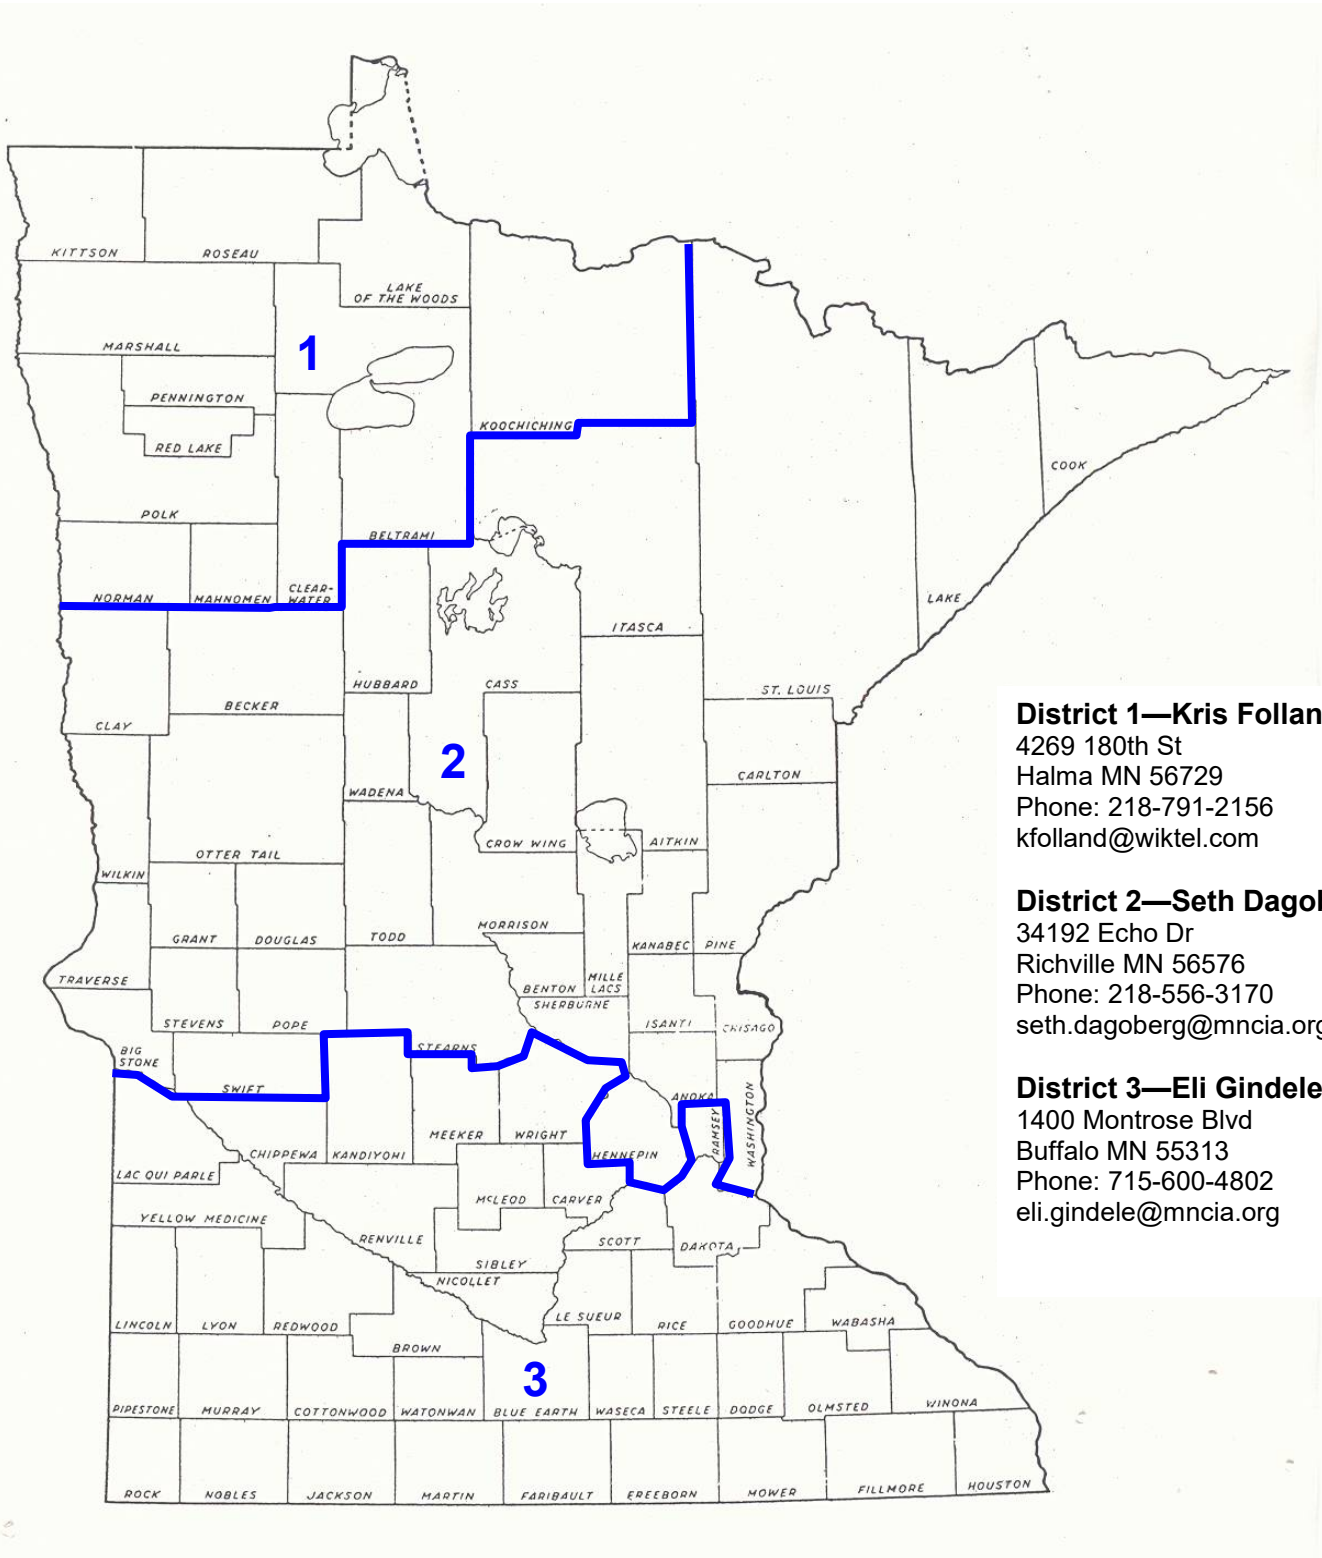 KITTSON
ROSEAU
LAKE
OF THE WOODS
MARSHALL
1
PENNINGTON
RED LAKE
KOOCHICHING
COOK
POLK
BELTRAMI
NORMAN
MAHNOMEN
CLEAR-
WATER
LAKE
ITASCA
HUBBARD
CASS
ST. LOUIS
BECKER
CLAY
2
CARLTON
WADENA
CROW WING
AITKIN
OTTER TAIL
WILKIN
MORRISON
GRANT
DOUGLAS
TODD
KANABEC
PINE
TRAVERSE
BENTON
MILLE
LACS
SHERBURNE
STEVENS
POPE
ISANTI
CHISAGO
BIG
STONE
STEARNS
SWIFT
ANOKA
RAMSEY
WASHINGTON
MEEKER
WRIGHT
CHIPPEWA
KANDIYOHI
HENNEPIN
LAC QUI PARLE
McLEOD
CARVER
YELLOW MEDICINE
RENVILLE
SCOTT
DAKOTA
SIBLEY
NICOLLET
LE SUEUR
LINCOLN
LYON
REDWOOD
RICE
GOODHUE
WABASHA
BROWN
3
PIPESTONE
MURRAY
COTTONWOOD
WATONWAN
BLUE EARTH
WASECA
STEELE
DODGE
OLMSTED
WINONA
ROCK
NOBLES
JACKSON
MARTIN
FARIBAULT
FREEBORN
MOWER
FILLMORE
HOUSTON
District 1—Kris Follan
4269 180th St
Halma MN 56729
Phone: 218-791-2156
kfolland@wiktel.com
District 2—Seth Dagob
34192 Echo Dr
Richville MN 56576
Phone: 218-556-3170
seth.dagoberg@mncia.org
District 3—Eli Gindele
1400 Montrose Blvd
Buffalo MN 55313
Phone: 715-600-4802
eli.gindele@mncia.org